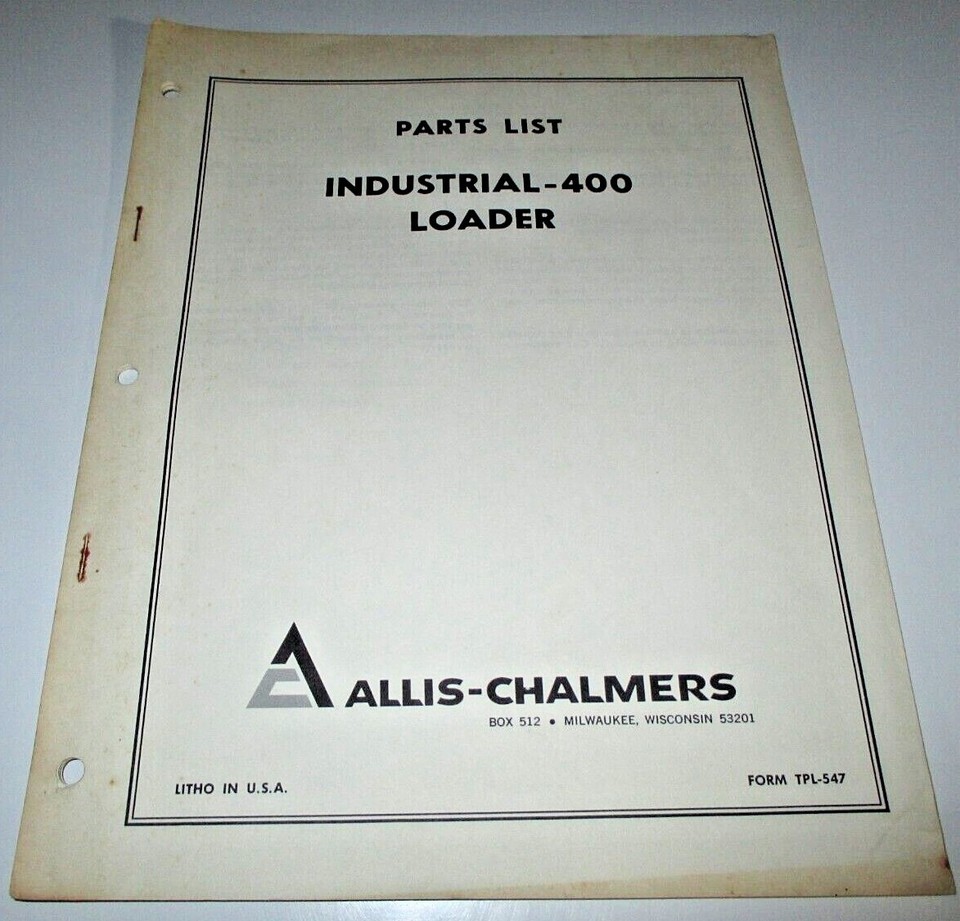 PARTS LIST
INDUSTRIAL-400
LOADER
ALLIS-CHALMERS
BOX 512 • MILWAUKEE, WISCONSIN 53201
LITHO IN U.S.A.
FORM TPL-547